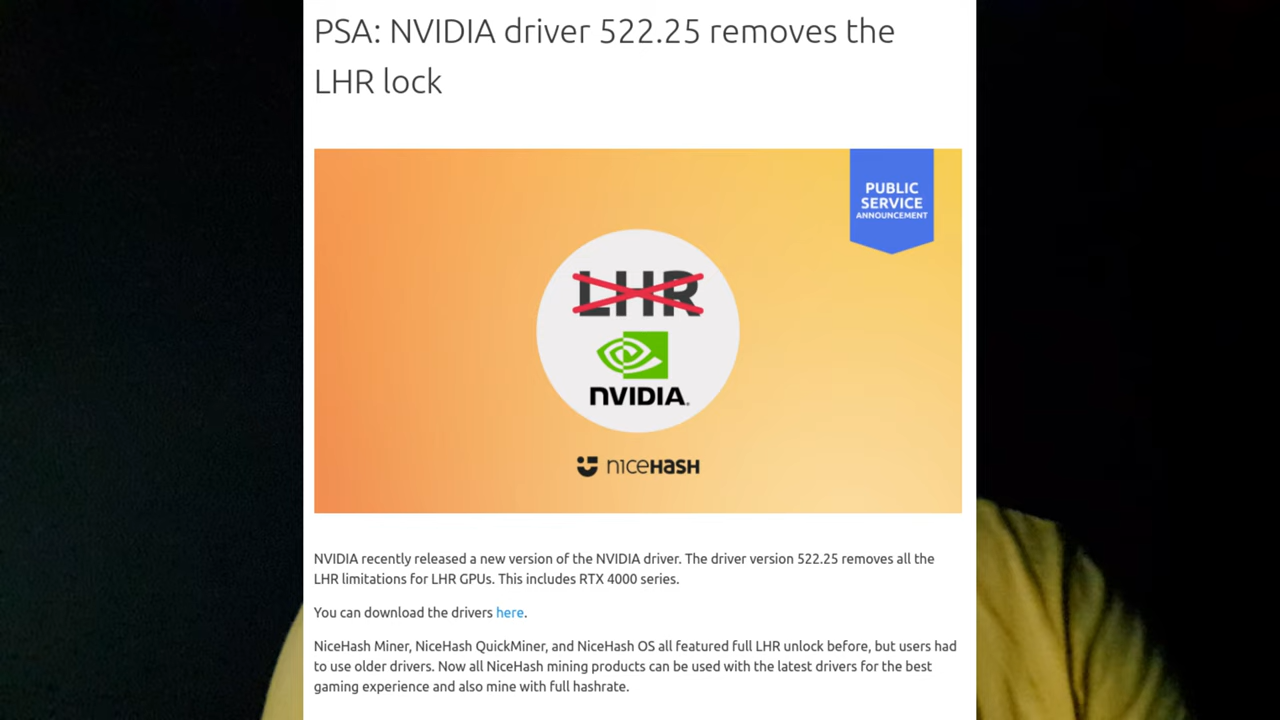 PSA: NVIDIA driver 522.25 removes the
LHR lock
PUBLIC
SERVICE
ANNOUNCEMENT
LHR
NVIDIA.
nICEHASH
NVIDIA recently released a new version of the NVIDIA driver. The driver version 522.25 removes all the
LHR limitations for LHR GPUs. This includes RTX 4000 series.
You can download the drivers here.
NiceHash Miner, NiceHash QuickMiner, and NiceHash OS all featured full LHR unlock before, but users had
to use older drivers. Now all NiceHash mining products can be used with the latest drivers for the best
gaming experience and also mine with full hashrate.